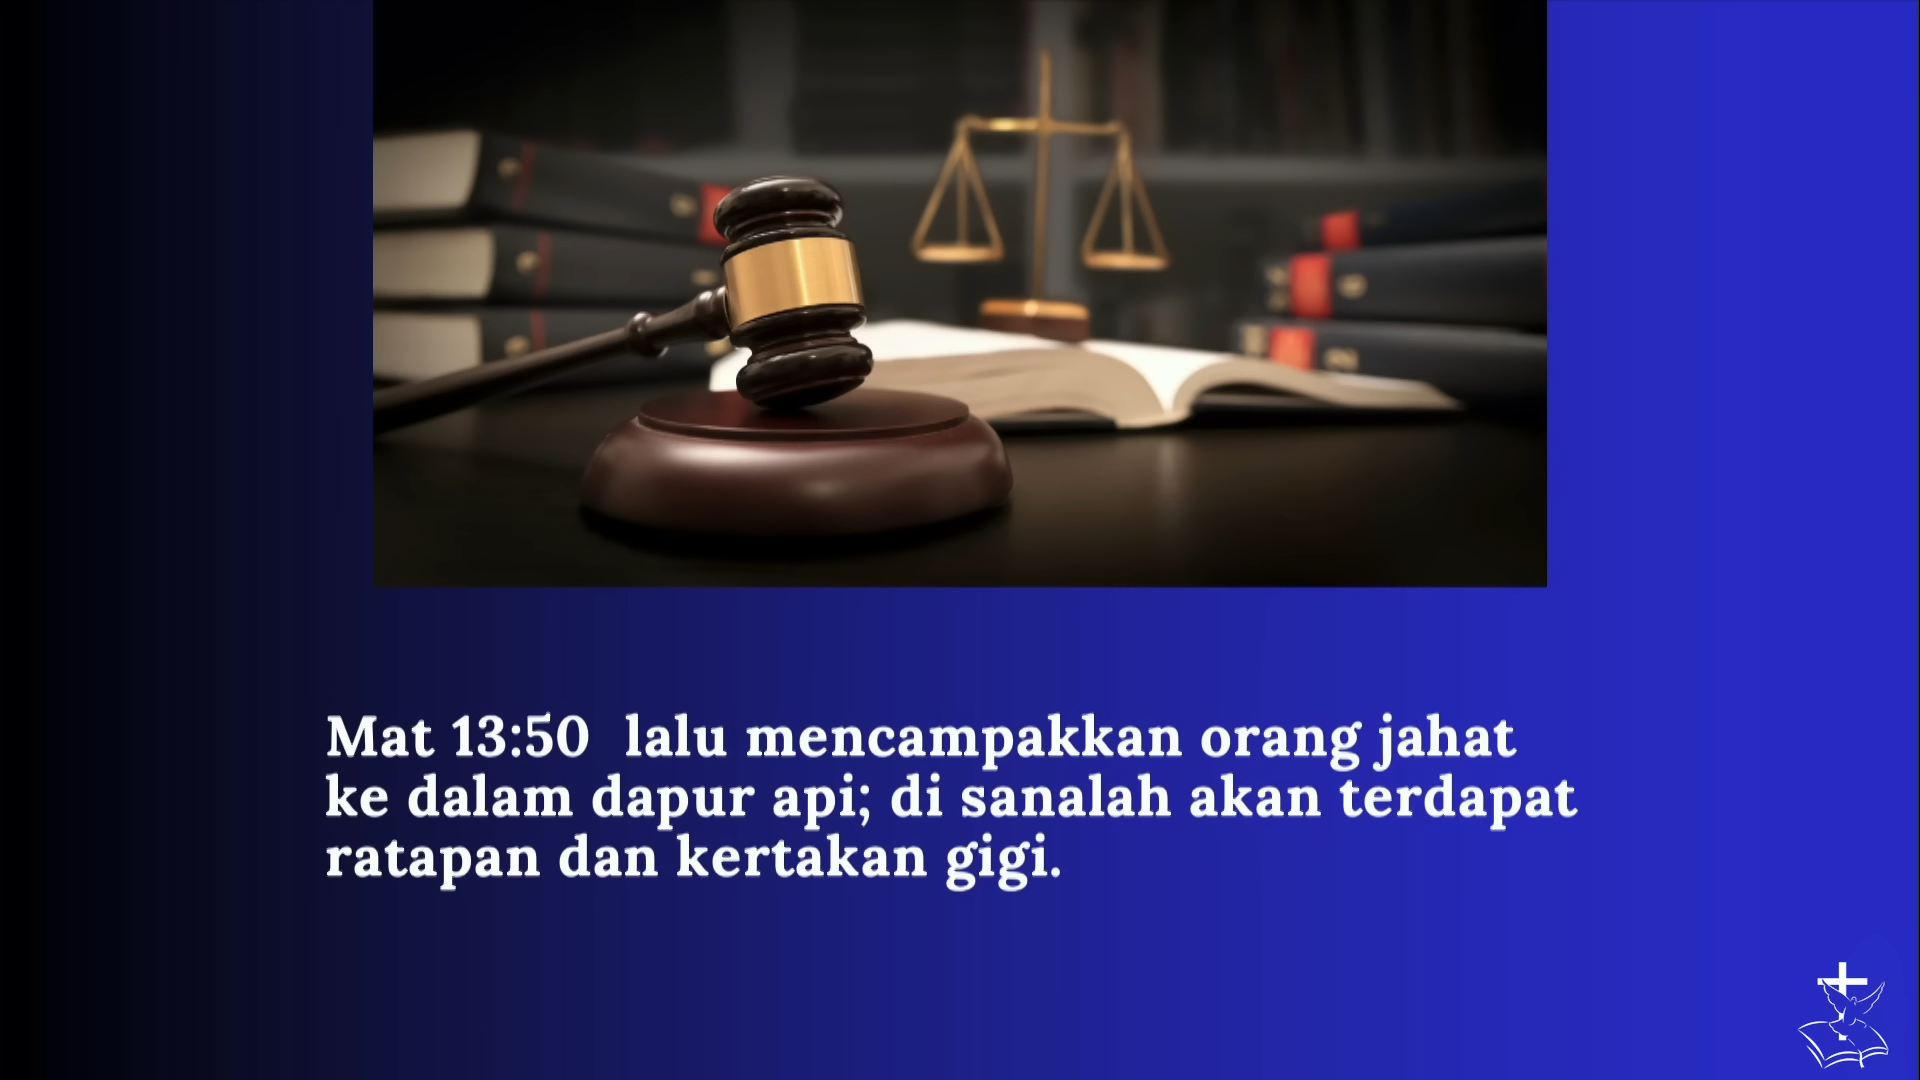 Mat 13:50  lalu mencampakkan orang jahat
ke dalam dapur api; di sanalah akan terdapat
ratapan dan kertakan gigi.